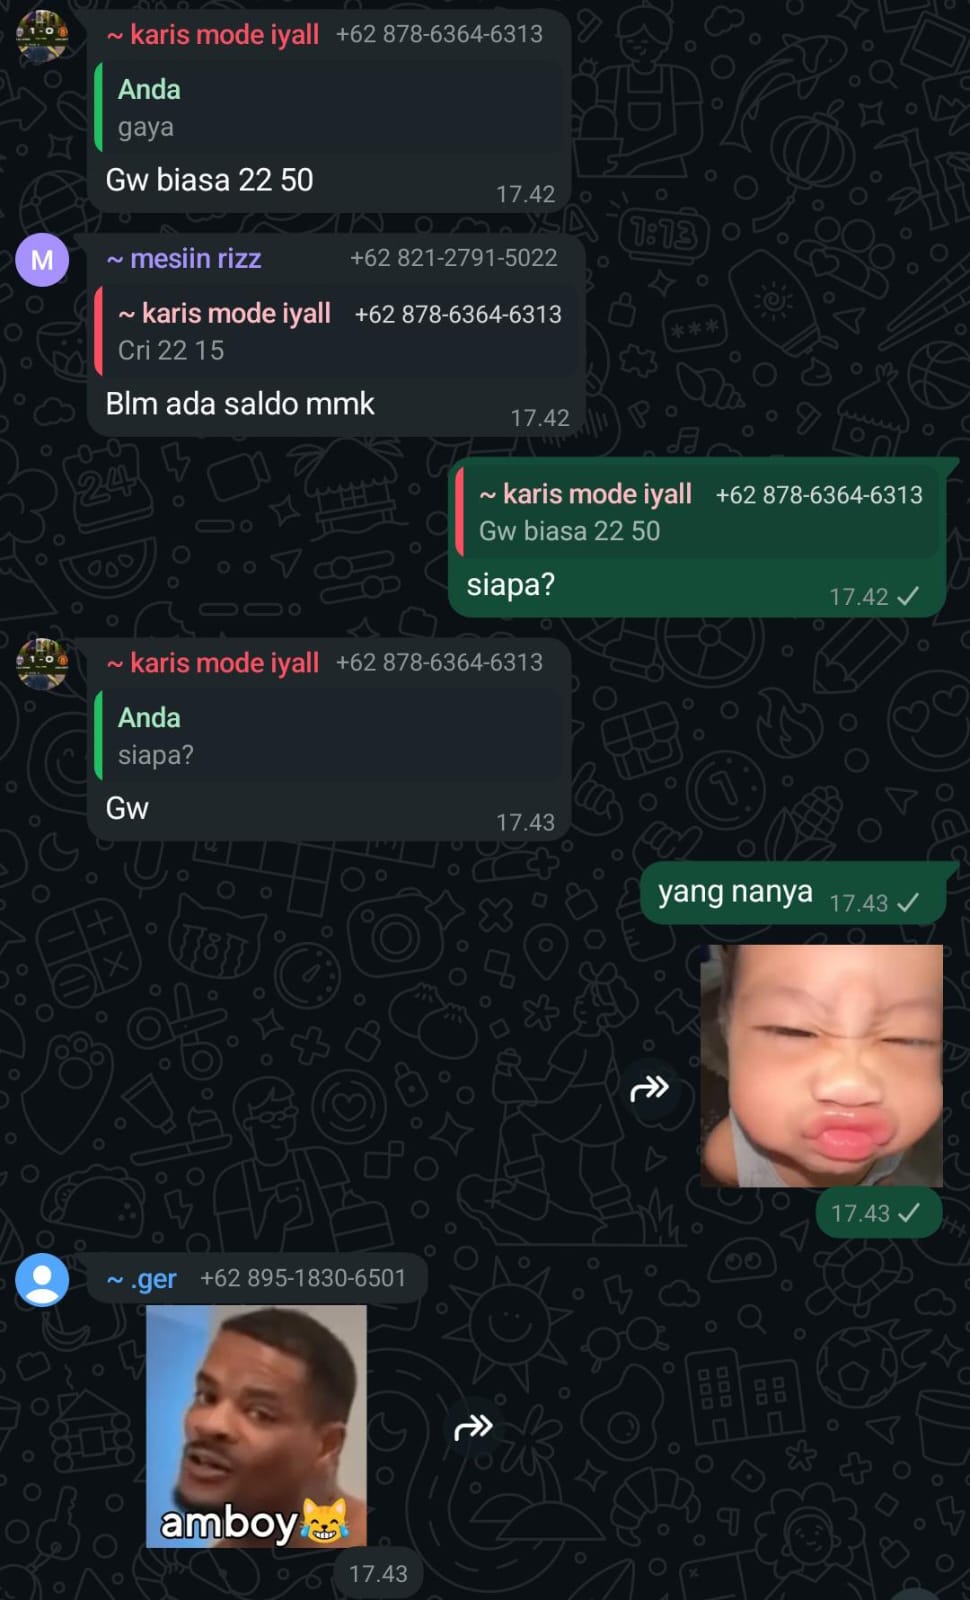 ~ karis mode iyall +62 878-6364-6313
Anda
gaya
Gw biasa 22 50
17.42
M
~ mesiin rizz +62 821-2791-5022
~ karis mode iyall +62 878-6364-6313
Cri 22 15
Blm ada saldo mmk
17.42
~ karis mode iyall +62 878-6364-6313
Gw biasa 22 50
siapa?
17.42
~ karis mode iyall +62 878-6364-6313
Anda
siapa?
Gw
17.43
yang nanya 17.43
17.43
~ .ger +62 895-1830-6501
amboy😹
17.43